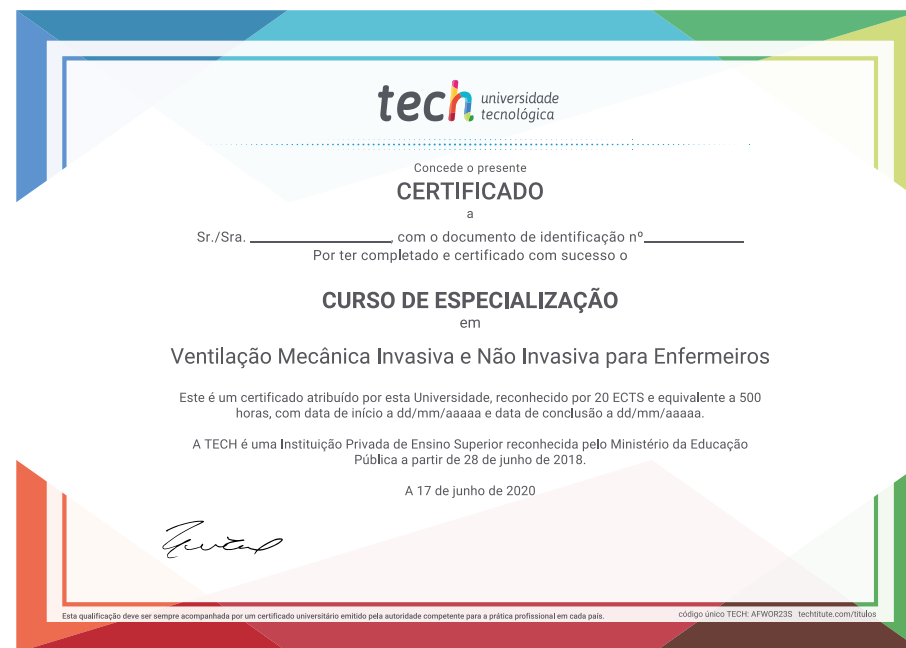 tech universidade
tecnológica
Concede o presente
CERTIFICADO
a
Sr./Sra. ____________________, com o documento de identificação nº______________
Por ter completado e certificado com sucesso o
CURSO DE ESPECIALIZAÇÃO
em
Ventilação Mecânica Invasiva e Não Invasiva para Enfermeiros
Este é um certificado atribuído por esta Universidade, reconhecido por 20 ECTS e equivalente a 500
horas, com data de início a dd/mm/aaaaa e data de conclusão a dd/mm/aaaaa.
A TECH é uma Instituição Privada de Ensino Superior reconhecida pelo Ministério da Educação
Pública a partir de 28 de junho de 2018.
A 17 de junho de 2020
Esta qualificação deve ser sempre acompanhada por um certificado universitário emitido pela autoridade competente para a prática profissional em cada país.
código único TECH: AFWOR23S techtitute.com/titulos